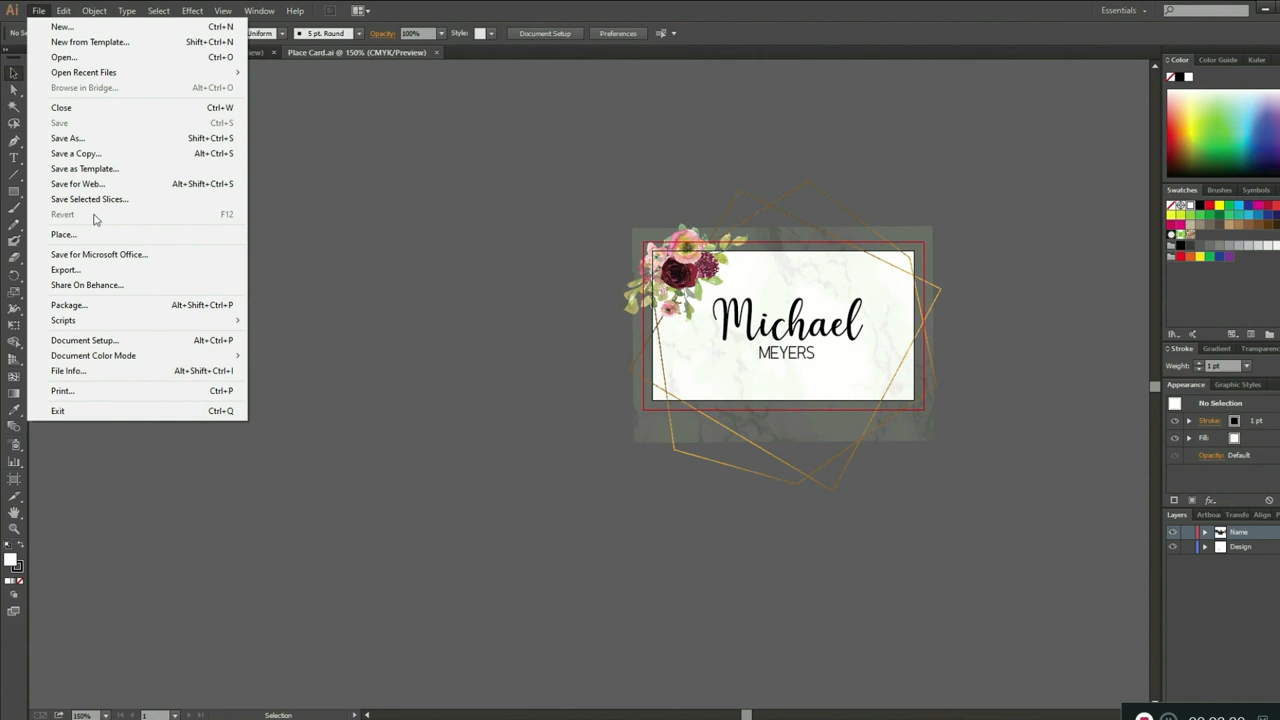 Ai File Edit Object Type Select Effect View Window Help Essentials
Uniform 5 pt. Round Opacity: 100% Style: Document Setup Preferences
Place Card.ai @ 150% (CMYK/Preview) ×
New... Ctrl+N
New from Template... Shift+Ctrl+N
Open... Ctrl+O
Open Recent Files
Browse in Bridge... Alt+Ctrl+O
Close Ctrl+W
Save Ctrl+S
Save As... Shift+Ctrl+S
Save a Copy... Alt+Ctrl+S
Save as Template...
Save for Web... Alt+Shift+Ctrl+S
Save Selected Slices...
Revert F12
Place...
Save for Microsoft Office...
Export...
Share On Behance...
Package... Alt+Shift+Ctrl+P
Scripts
Document Setup... Alt+Ctrl+P
Document Color Mode
File Info... Alt+Shift+Ctrl+I
Print... Ctrl+P
Exit Ctrl+Q
Michael
MEYERS
Color Color Guide Kuler
Swatches Brushes Symbols
Stroke Gradient Transparenc
Weight: 1 pt
Appearance Graphic Styles
No Selection
Stroke: 1 pt
Fill:
Opacity: Default
Layers Artboar Transfo Align P
Name
Design
150% 1 Selection